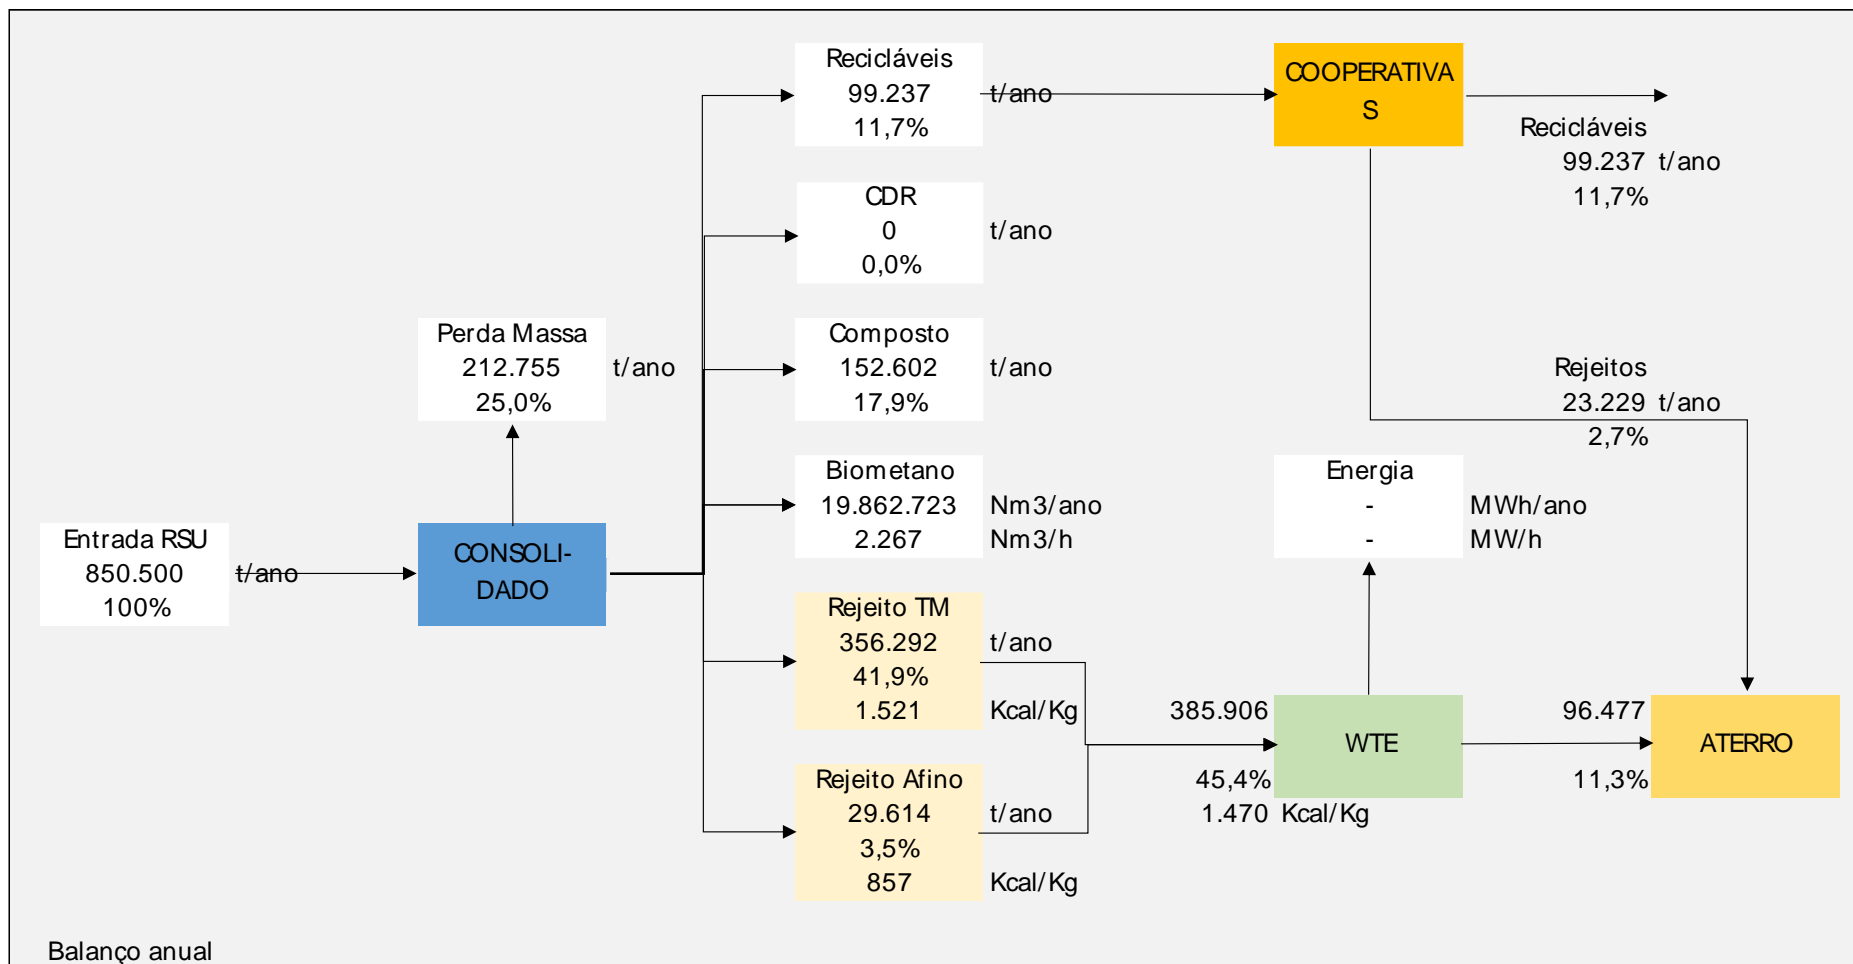 Recicláveis
99.237 t/ano
11,7%
COOPERATIVA
S
Recicláveis
99.237 t/ano
11,7%
CDR
0 t/ano
0,0%
Perda Massa
212.755 t/ano
25,0%
Composto
152.602 t/ano
17,9%
Rejeitos
23.229 t/ano
2,7%
Biometano
19.862.723 Nm3/ano
2.267 Nm3/h
Energia
- MWh/ano
- MW/h
Entrada RSU
850.500 t/ano
100%
CONSOLI-
DADO
Rejeito TM
356.292 t/ano
41,9%
1.521 Kcal/Kg
385.906
45,4%
1.470 Kcal/Kg
WTE
96.477
11,3%
ATERRO
Rejeito Afino
29.614 t/ano
3,5%
857 Kcal/Kg
Balanço anual